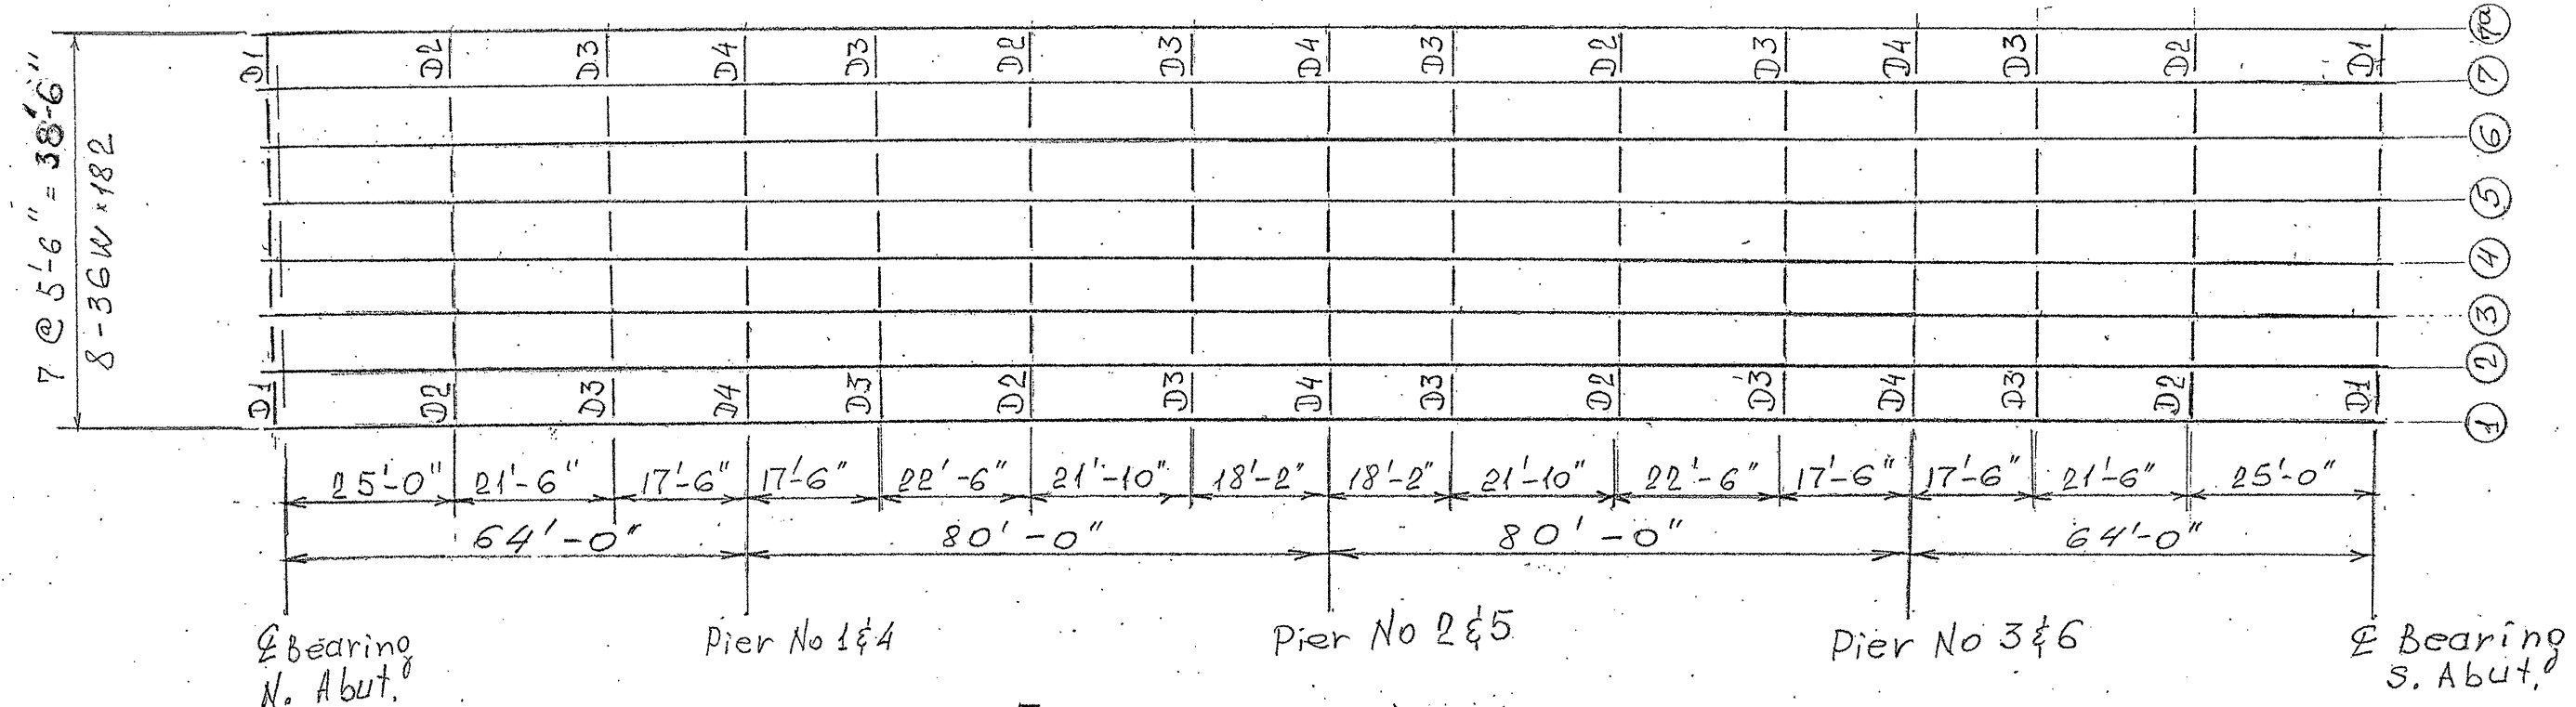 7 @ 5'-6" = 38'-6"
8-36W×182
D1 D2 D3 D4 D3 D2 D3 D4 D3 D2 D3 D4 D3 D2 D1
7a
7
6
5
4
3
2
1
D1 D2 D3 D4 D3 D2 D3 D4 D3 D2 D3 D4 D3 D2 D1
25'-0" 21'-6" 17'-6" 17'-6" 22'-6" 21'-10" 18'-2" 18'-2" 21'-10" 22'-6" 17'-6" 17'-6" 21'-6" 25'-0"
64'-0" 80'-0" 80'-0" 64'-0"
℄ Bearing
N. Abut.
Pier No 1&4
Pier No 2&5
Pier No 3&6
℄ Bearing
S. Abut.